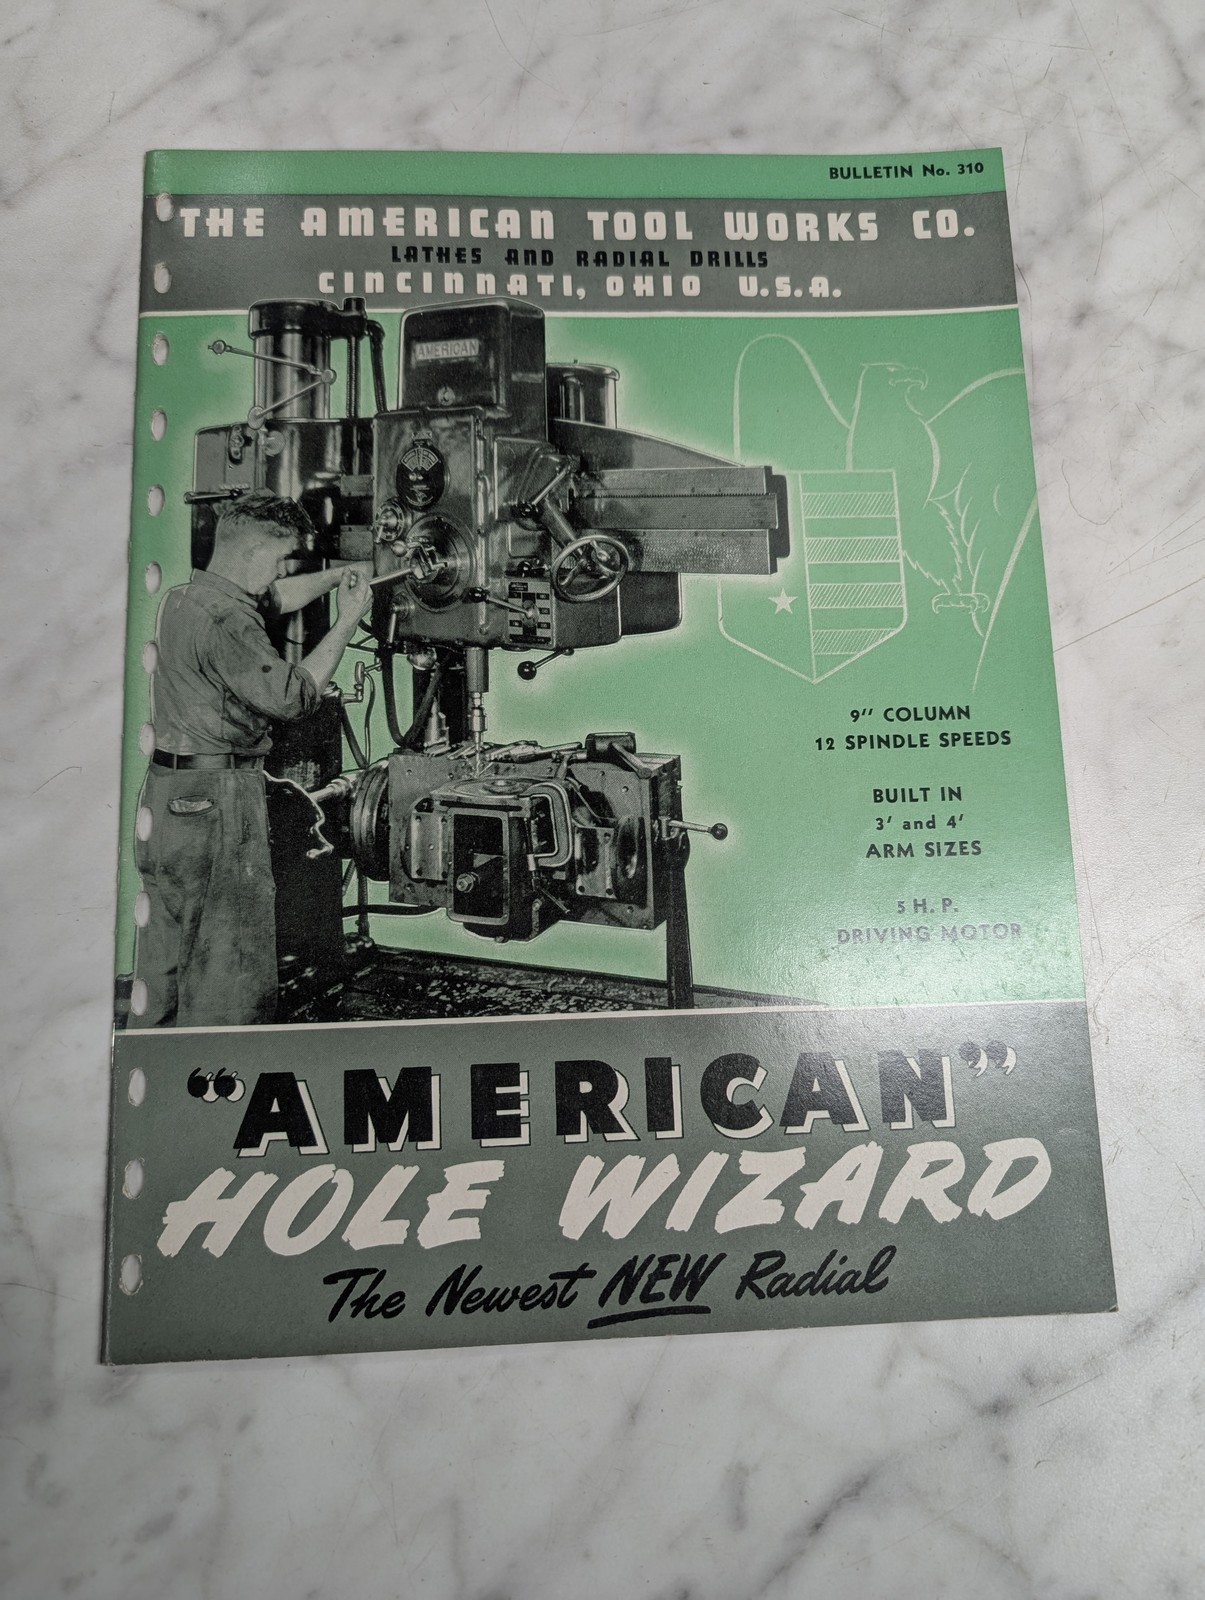 BULLETIN No. 310
THE AMERICAN TOOL WORKS CO.
LATHES AND RADIAL DRILLS
CINCINNATI, OHIO U.S.A.
AMERICAN
9" COLUMN
12 SPINDLE SPEEDS
BUILT IN
3' and 4'
ARM SIZES
5 H. P.
DRIVING MOTOR
"AMERICAN"
HOLE WIZARD
The Newest NEW Radial